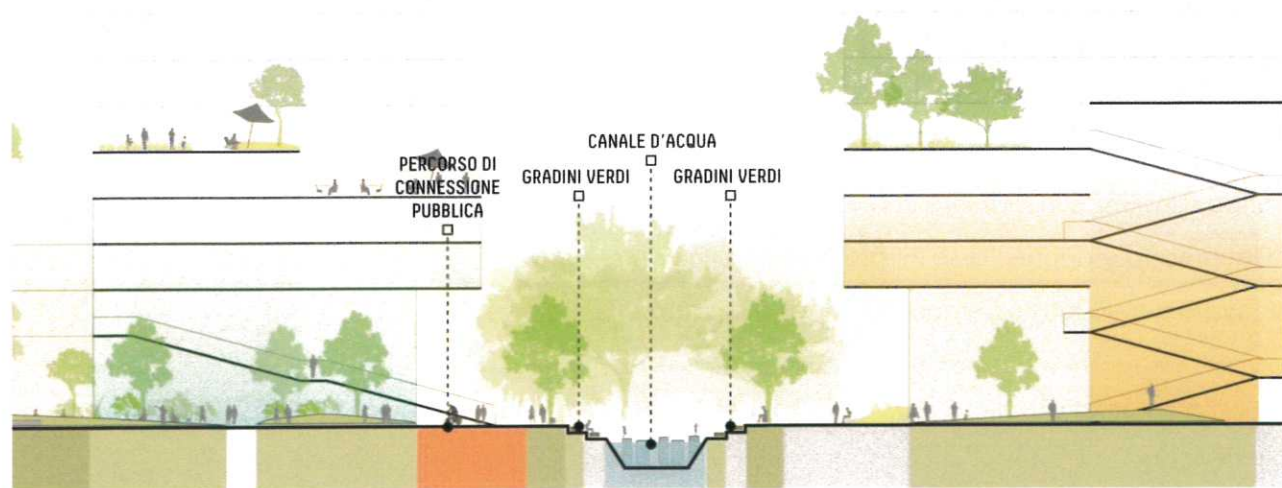 PERCORSO DI
CONNESSIONE
PUBBLICA
GRADINI VERDI
CANALE D'ACQUA
GRADINI VERDI